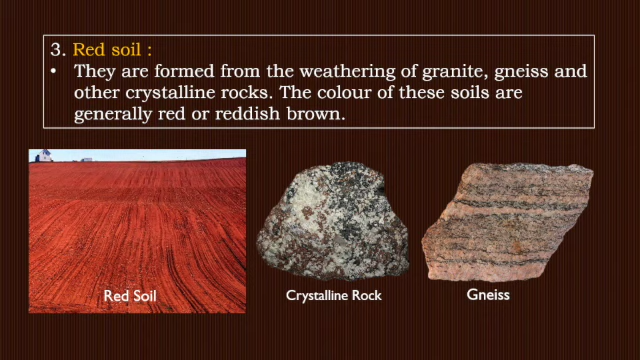 3. Red soil :
• They are formed from the weathering of granite, gneiss and
other crystalline rocks. The colour of these soils are
generally red or reddish brown.
Red Soil
Crystalline Rock
Gneiss